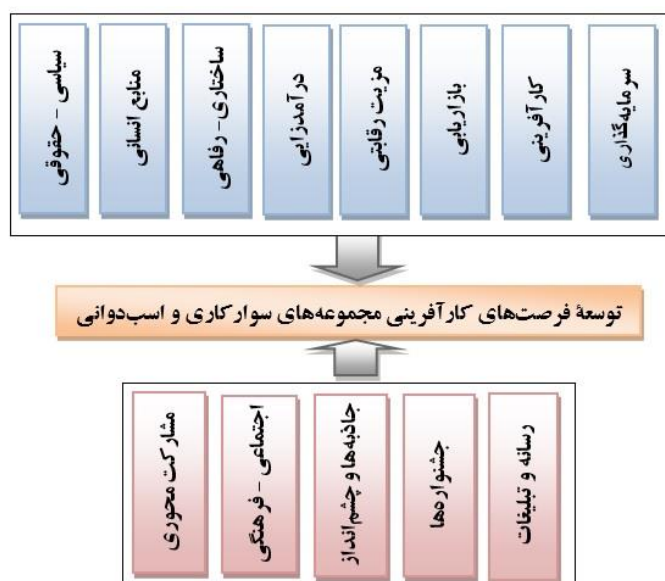 سرمایه‌گذاری
کارآفرینی
بازاریابی
مزیت رقابتی
درآمدزایی
ساختاری - رفاهی
منابع انسانی
سیاسی - حقوقی
توسعهٔ فرصت‌های کارآفرینی مجموعه‌های سوارکاری و اسب‌دوانی
رسانه و تبلیغات
جشنواره‌ها
جاذبه‌ها و چشم‌انداز
اجتماعی - فرهنگی
مشارکت محوری